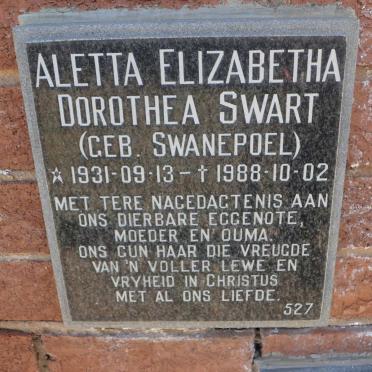 ALETTA ELIZABETHA
DOROTHEA SWART
(GEB. SWANEPOEL)
☆ 1931-09-13 – † 1988-10-02
MET TERE NAGEDAGTENIS AAN
ONS DIERBARE EGGENOTE,
MOEDER EN OUMA.
ONS GUN HAAR DIE VREUGDE
VAN 'N VOLLER LEWE EN
VRYHEID IN CHRISTUS
MET AL ONS LIEFDE.
527